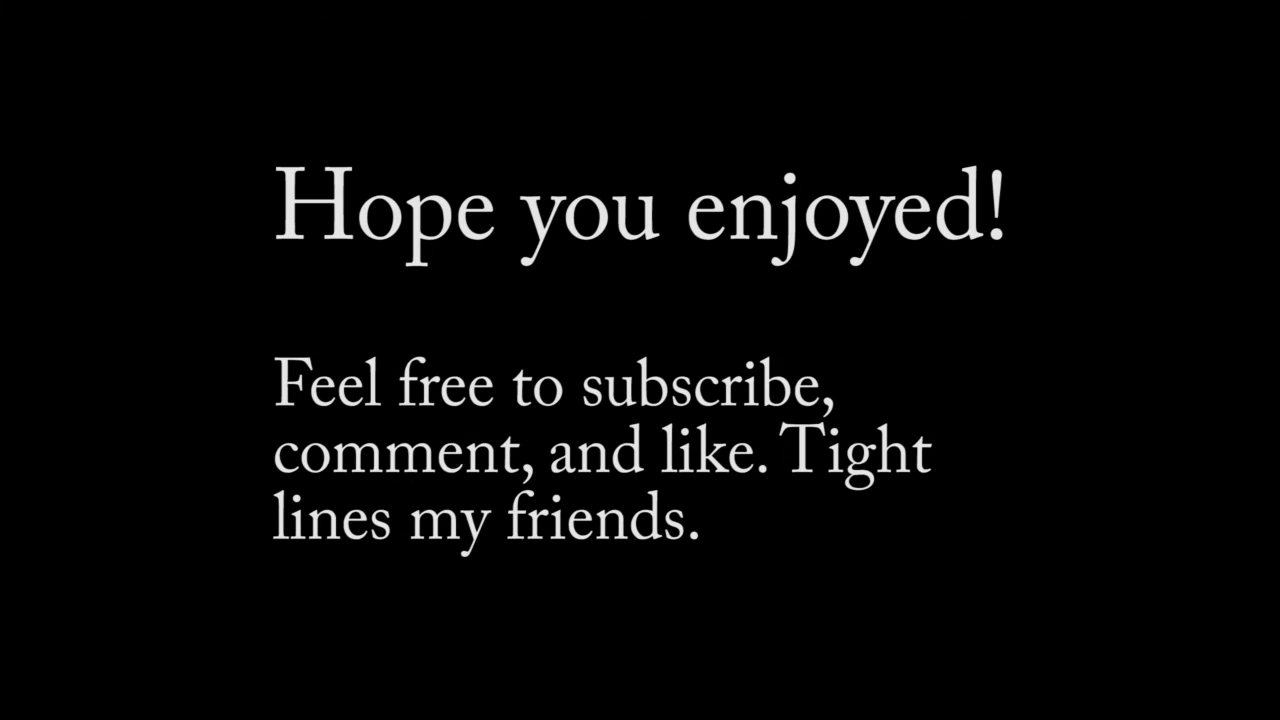 Hope you enjoyed!
Feel free to subscribe,
comment, and like. Tight
lines my friends.